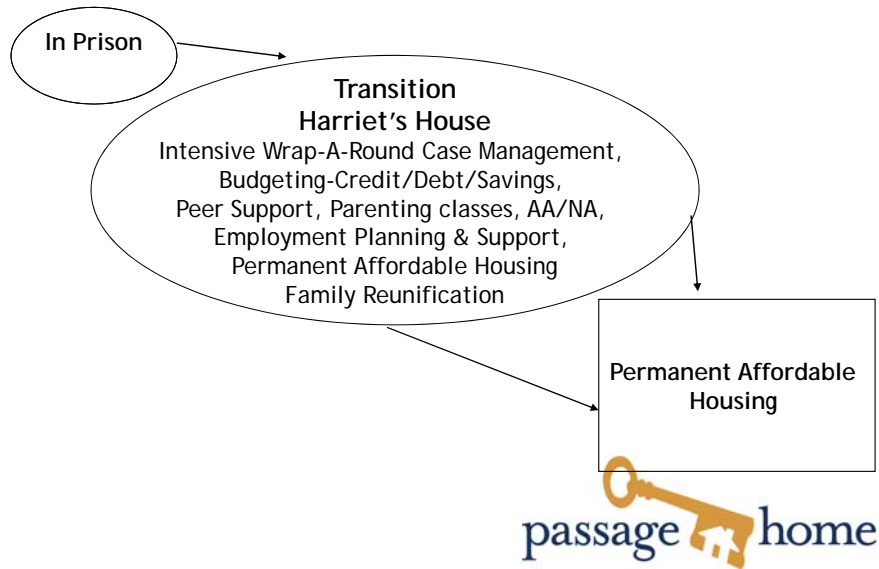 In Prison
Transition
Harriet's House
Intensive Wrap-A-Round Case Management,
Budgeting-Credit/Debt/Savings,
Peer Support, Parenting classes, AA/NA,
Employment Planning & Support,
Permanent Affordable Housing
Family Reunification
Permanent Affordable
Housing
passage home